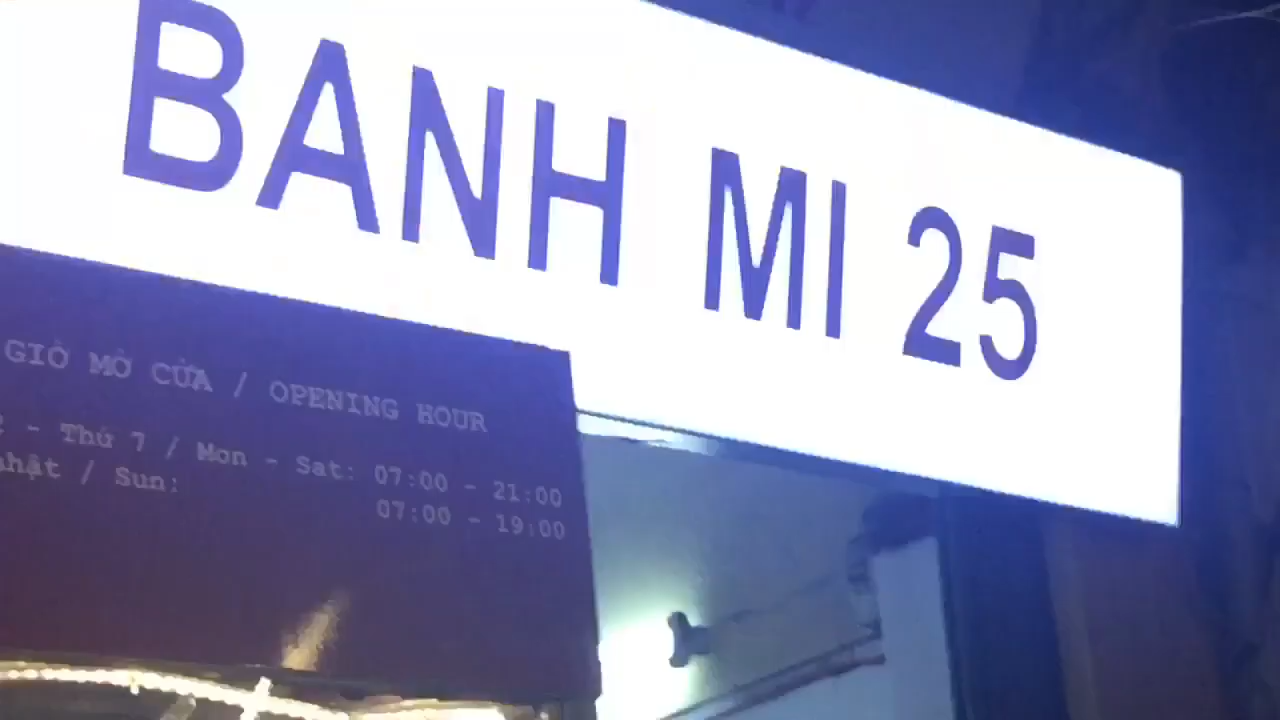 BANH MI 25
GIỜ MỞ CỬA / OPENING HOUR
- Thứ 7 / Mon - Sat: 07:00 - 21:00
nhật / Sun: 07:00 - 19:00